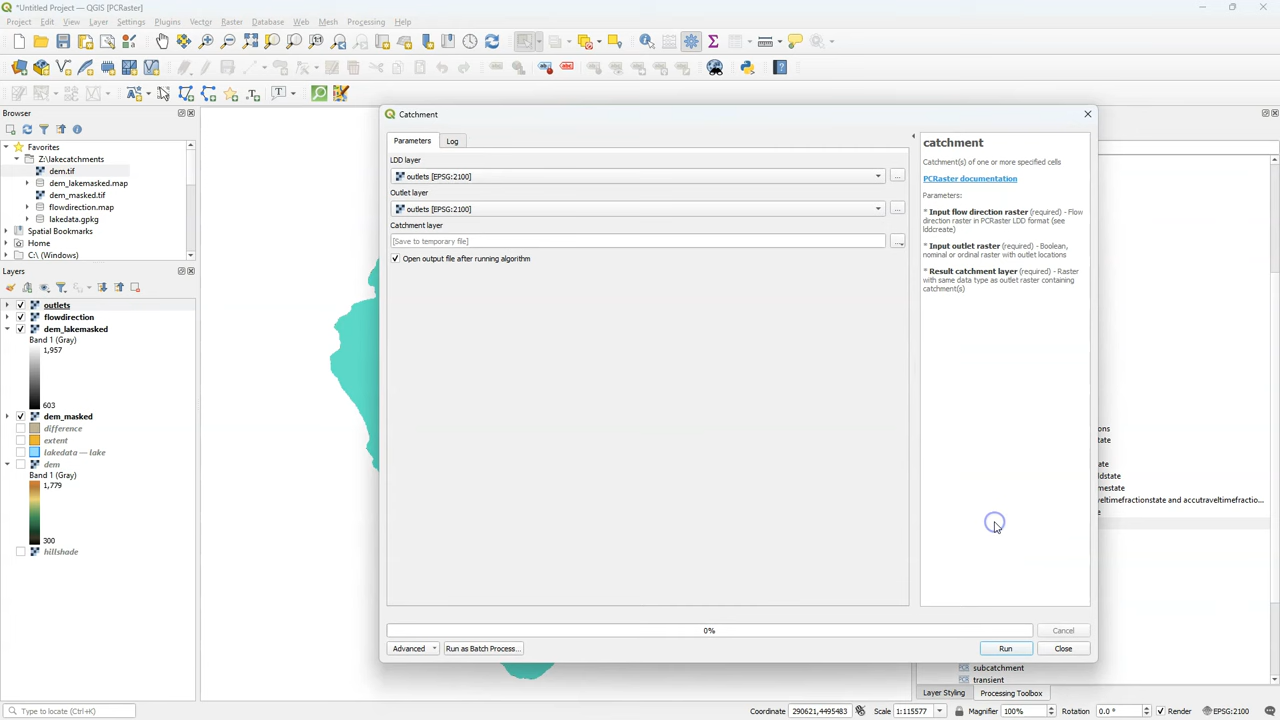 *Untitled Project — QGIS [PCRaster]
Project Edit View Layer Settings Plugins Vector Raster Database Web Mesh Processing Help
Browser
Favorites
Z:\lakecatchments
dem.tif
dem_lakemasked.map
dem_masked.tif
flowdirection.map
lakedata.gpkg
Spatial Bookmarks
Home
C:\ (Windows)
Layers
outlets
flowdirection
dem_lakemasked
Band 1 (Gray)
1,957
603
dem_masked
difference
extent
lakedata — lake
dem
Band 1 (Gray)
1,779
300
hillshade
Catchment
Parameters Log
LDD layer
outlets [EPSG:2100]
Outlet layer
outlets [EPSG:2100]
Catchment layer
[Save to temporary file]
Open output file after running algorithm
0%
Cancel
Advanced Run as Batch Process... Run Close
catchment
Catchment(s) of one or more specified cells
PCRaster documentation
Parameters:
* Input flow direction raster (required) - Flow
direction raster in PCRaster LDD format (see
lddcreate)
* Input outlet raster (required) - Boolean,
nominal or ordinal raster with outlet locations
* Result catchment layer (required) - Raster
with same data type as outlet raster containing
catchment(s)
ons
tate
ate
ldstate
mestate
veltimefractionstate and accutraveltimefractio...
e
subcatchment
transient
Layer Styling Processing Toolbox
Type to locate (Ctrl+K)
Coordinate 290621,4495483 Scale 1:115577 Magnifier 100% Rotation 0.0 ° Render EPSG:2100